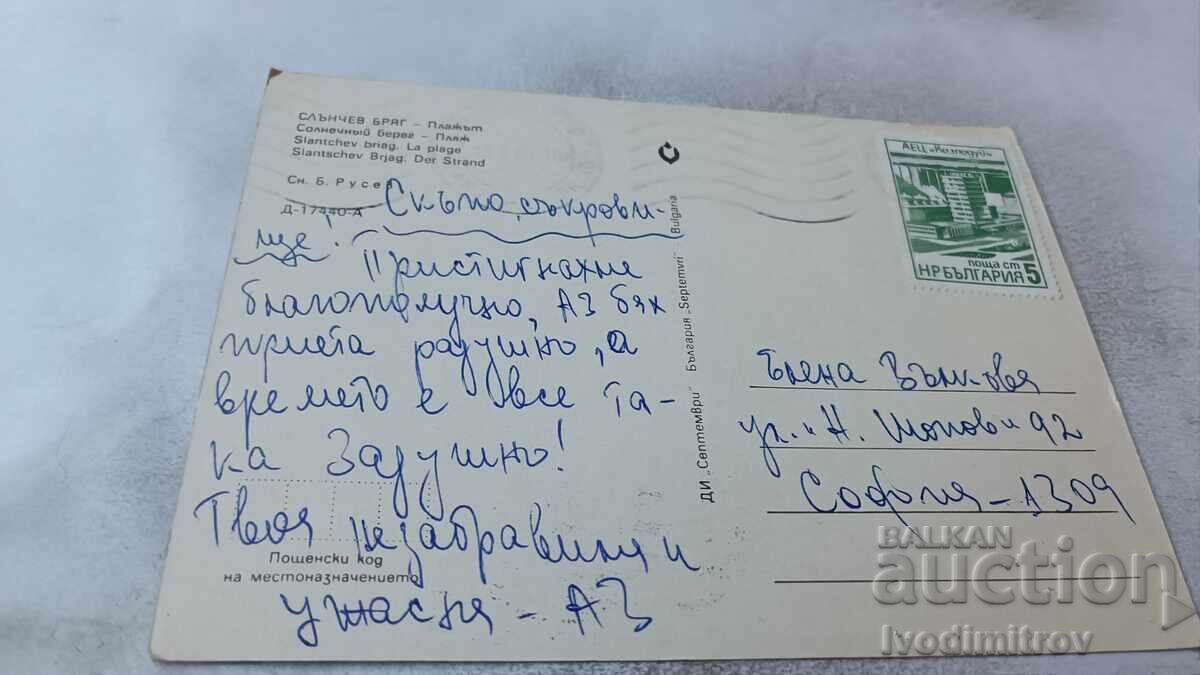 СЛЪНЧЕВ БРЯГ – Плажът
Солнечный берег – Пляж
Slantchev briag. La plage
Slantschev Brjag. Der Strand
Сн. Б. Русев
Д-17440-А
Скъпо съкрови-
ще! Пристигнахме
благополучно, АЗ бях
приета радушно, а
времето е все та-
ка Задушно!
Твоя незабравима и
ужасна – АЗ
Пощенски код
на местоназначението
ДИ „Септември" България "Septemvri" Bulgaria
АЕЦ „Козлодуй"
поща ст
НР БЪЛГАРИЯ 5
Елена Вълкова
ул. "Н. Попови 92
София – 1309
BALKAN
auction
Ivodimitrov